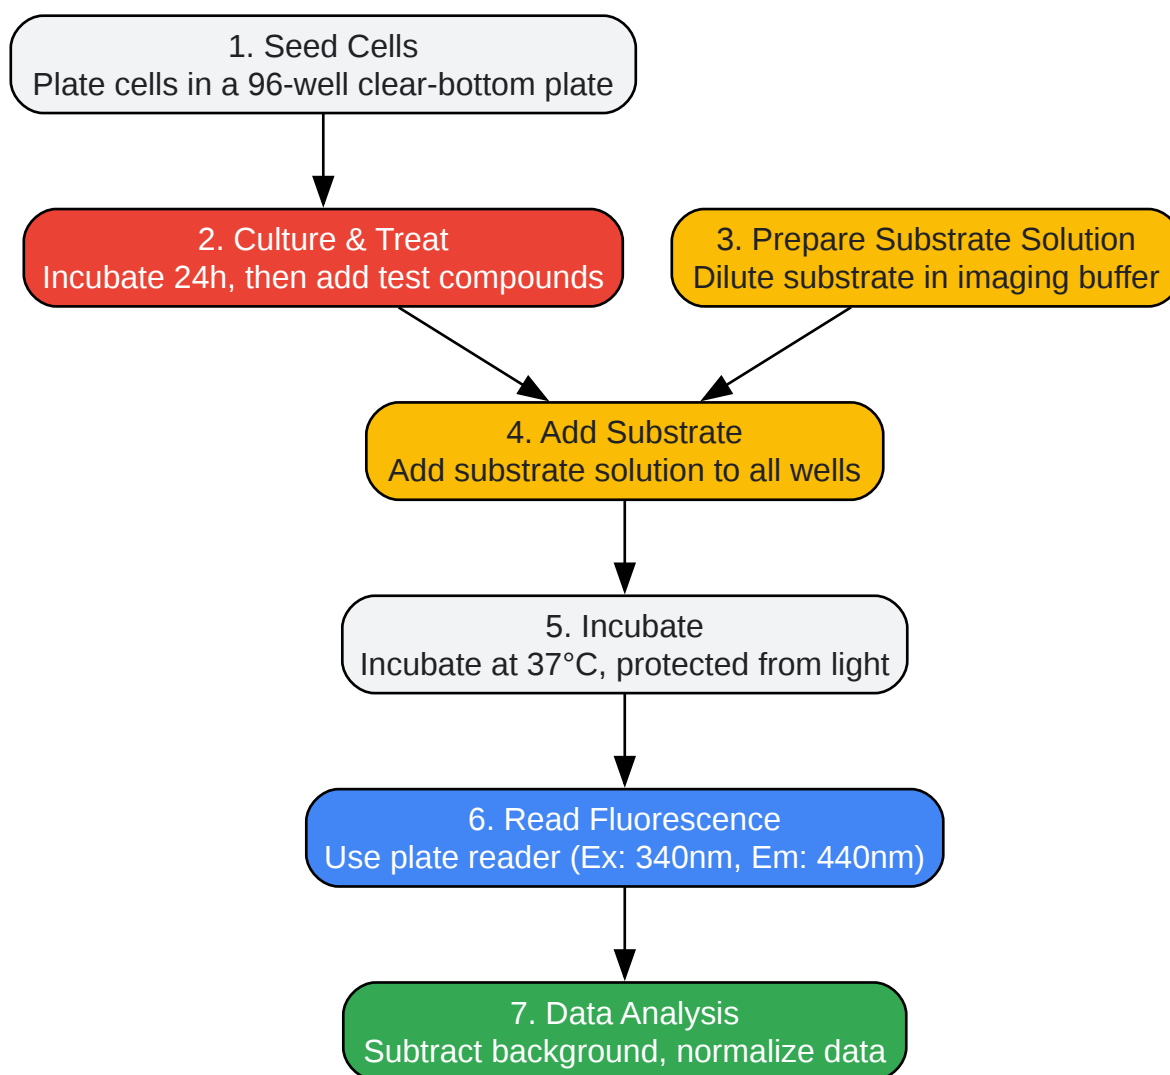 1. Seed Cells
Plate cells in a 96-well clear-bottom plate
2. Culture & Treat
Incubate 24h, then add test compounds
3. Prepare Substrate Solution
Dilute substrate in imaging buffer
4. Add Substrate
Add substrate solution to all wells
5. Incubate
Incubate at 37°C, protected from light
6. Read Fluorescence
Use plate reader (Ex: 340nm, Em: 440nm)
7. Data Analysis
Subtract background, normalize data